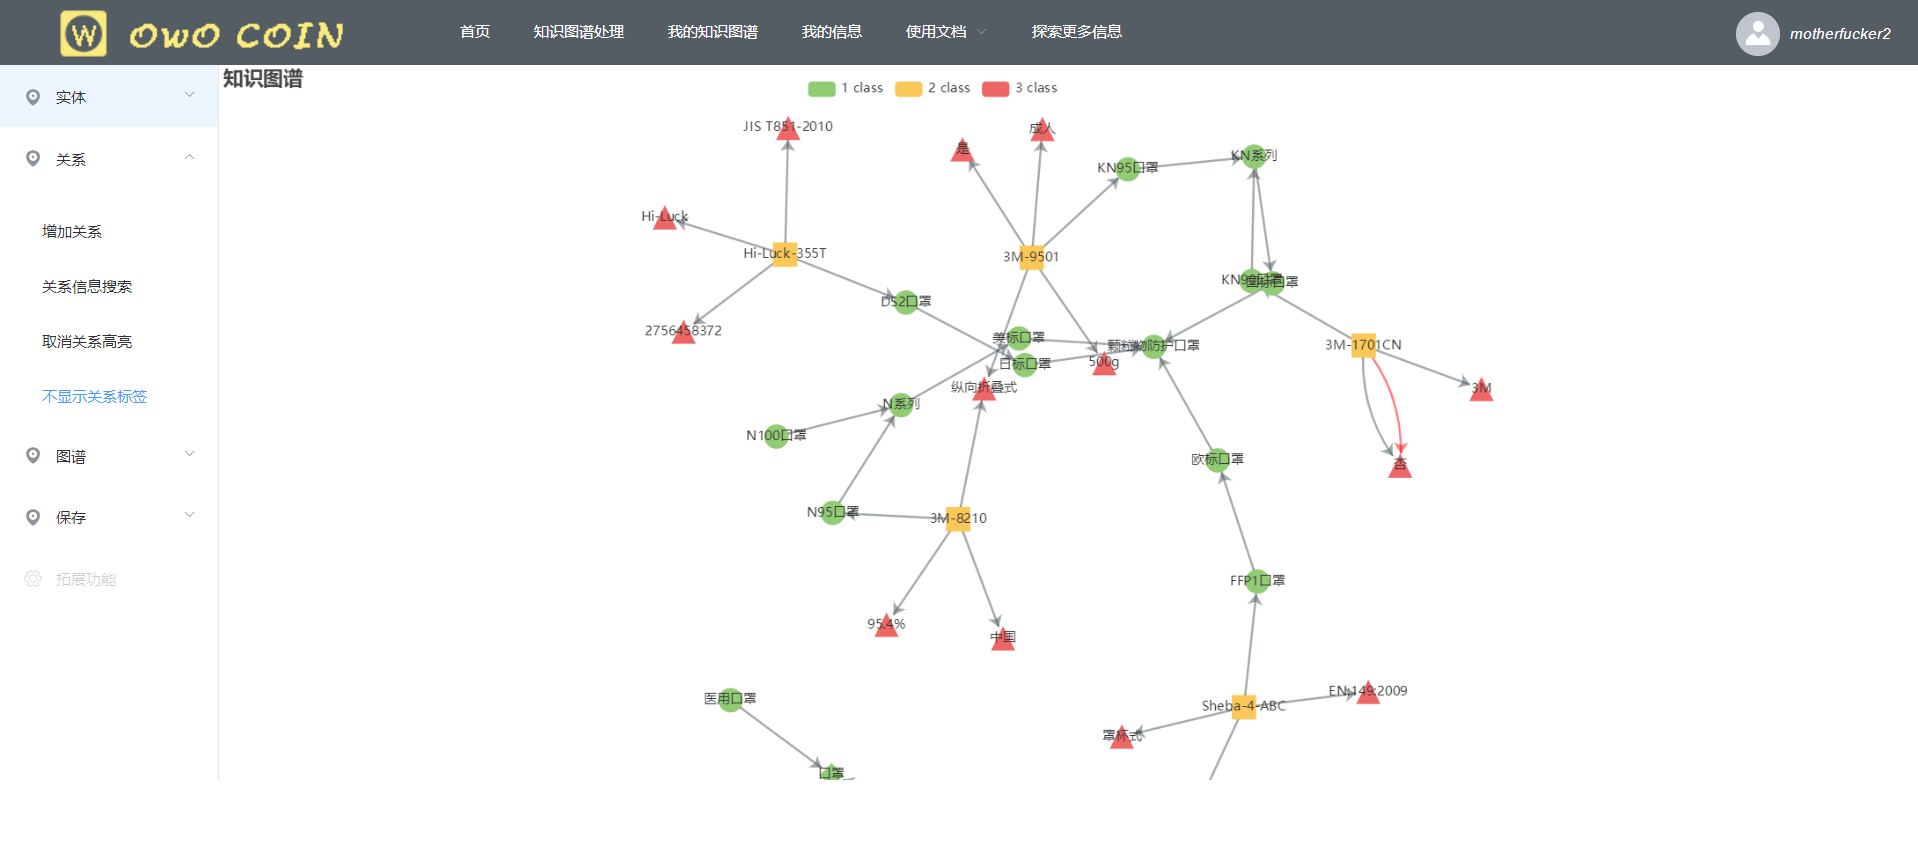 W OWO COIN
首页 知识图谱处理 我的知识图谱 我的信息 使用文档 探索更多信息
motherfucker2
实体
关系
增加关系
关系信息搜索
取消关系高亮
不显示关系标签
图谱
保存
拓展功能
知识图谱
1 class 2 class 3 class
JIS T851-2010
成人
是
KN95口罩
KN系列
Hi-Luck
Hi-Luck-355T
3M-9501
KN90口罩
国标口罩
DS2口罩
2756458372
美标口罩
颗粒物防护口罩
3M-1701CN
日标口罩
500g
纵向折叠式
3M
N系列
N100口罩
欧标口罩
否
N95口罩
3M-8210
FFP1口罩
95.4%
中国
医用口罩
EN:149:2009
Sheba-4-ABC
罩杯式
口罩